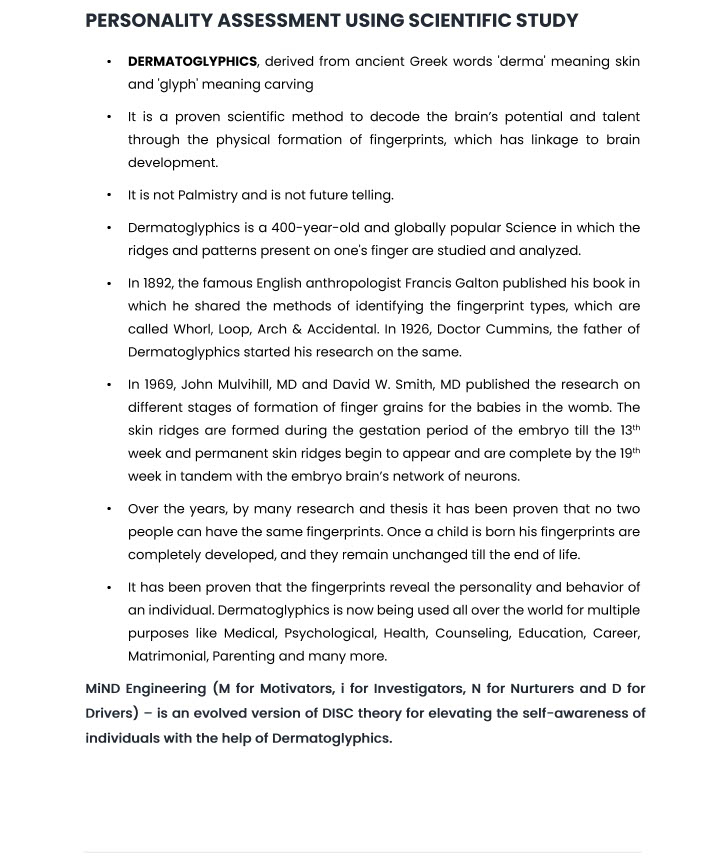 PERSONALITY ASSESSMENT USING SCIENTIFIC STUDY
• DERMATOGLYPHICS, derived from ancient Greek words 'derma' meaning skin
and 'glyph' meaning carving
• It is a proven scientific method to decode the brain's potential and talent
through the physical formation of fingerprints, which has linkage to brain
development.
• It is not Palmistry and is not future telling.
• Dermatoglyphics is a 400-year-old and globally popular Science in which the
ridges and patterns present on one's finger are studied and analyzed.
• In 1892, the famous English anthropologist Francis Galton published his book in
which he shared the methods of identifying the fingerprint types, which are
called Whorl, Loop, Arch & Accidental. In 1926, Doctor Cummins, the father of
Dermatoglyphics started his research on the same.
• In 1969, John Mulvihill, MD and David W. Smith, MD published the research on
different stages of formation of finger grains for the babies in the womb. The
skin ridges are formed during the gestation period of the embryo till the 13th
week and permanent skin ridges begin to appear and are complete by the 19th
week in tandem with the embryo brain's network of neurons.
• Over the years, by many research and thesis it has been proven that no two
people can have the same fingerprints. Once a child is born his fingerprints are
completely developed, and they remain unchanged till the end of life.
• It has been proven that the fingerprints reveal the personality and behavior of
an individual. Dermatoglyphics is now being used all over the world for multiple
purposes like Medical, Psychological, Health, Counseling, Education, Career,
Matrimonial, Parenting and many more.
MiND Engineering (M for Motivators, i for Investigators, N for Nurturers and D for
Drivers) – is an evolved version of DISC theory for elevating the self-awareness of
individuals with the help of Dermatoglyphics.